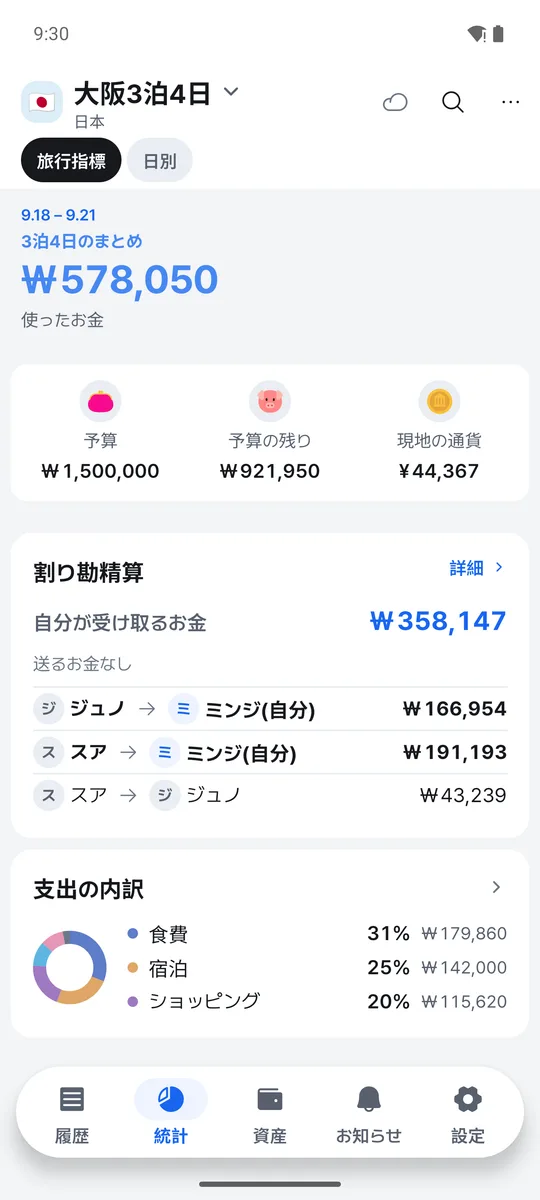 9:30
大阪3泊4日
日本
旅行指標 日別
9.18 – 9.21
3泊4日のまとめ
₩578,050
使ったお金
予算 予算の残り 現地の通貨
₩1,500,000 ₩921,950 ¥44,367
割り勘精算 詳細
自分が受け取るお金 ₩358,147
送るお金なし
ジ ジュノ → ミ ミンジ(自分) ₩166,954
ス スア → ミ ミンジ(自分) ₩191,193
ス スア → ジ ジュノ ₩43,239
支出の内訳
食費 31% ₩179,860
宿泊 25% ₩142,000
ショッピング 20% ₩115,620
履歴 統計 資産 お知らせ 設定